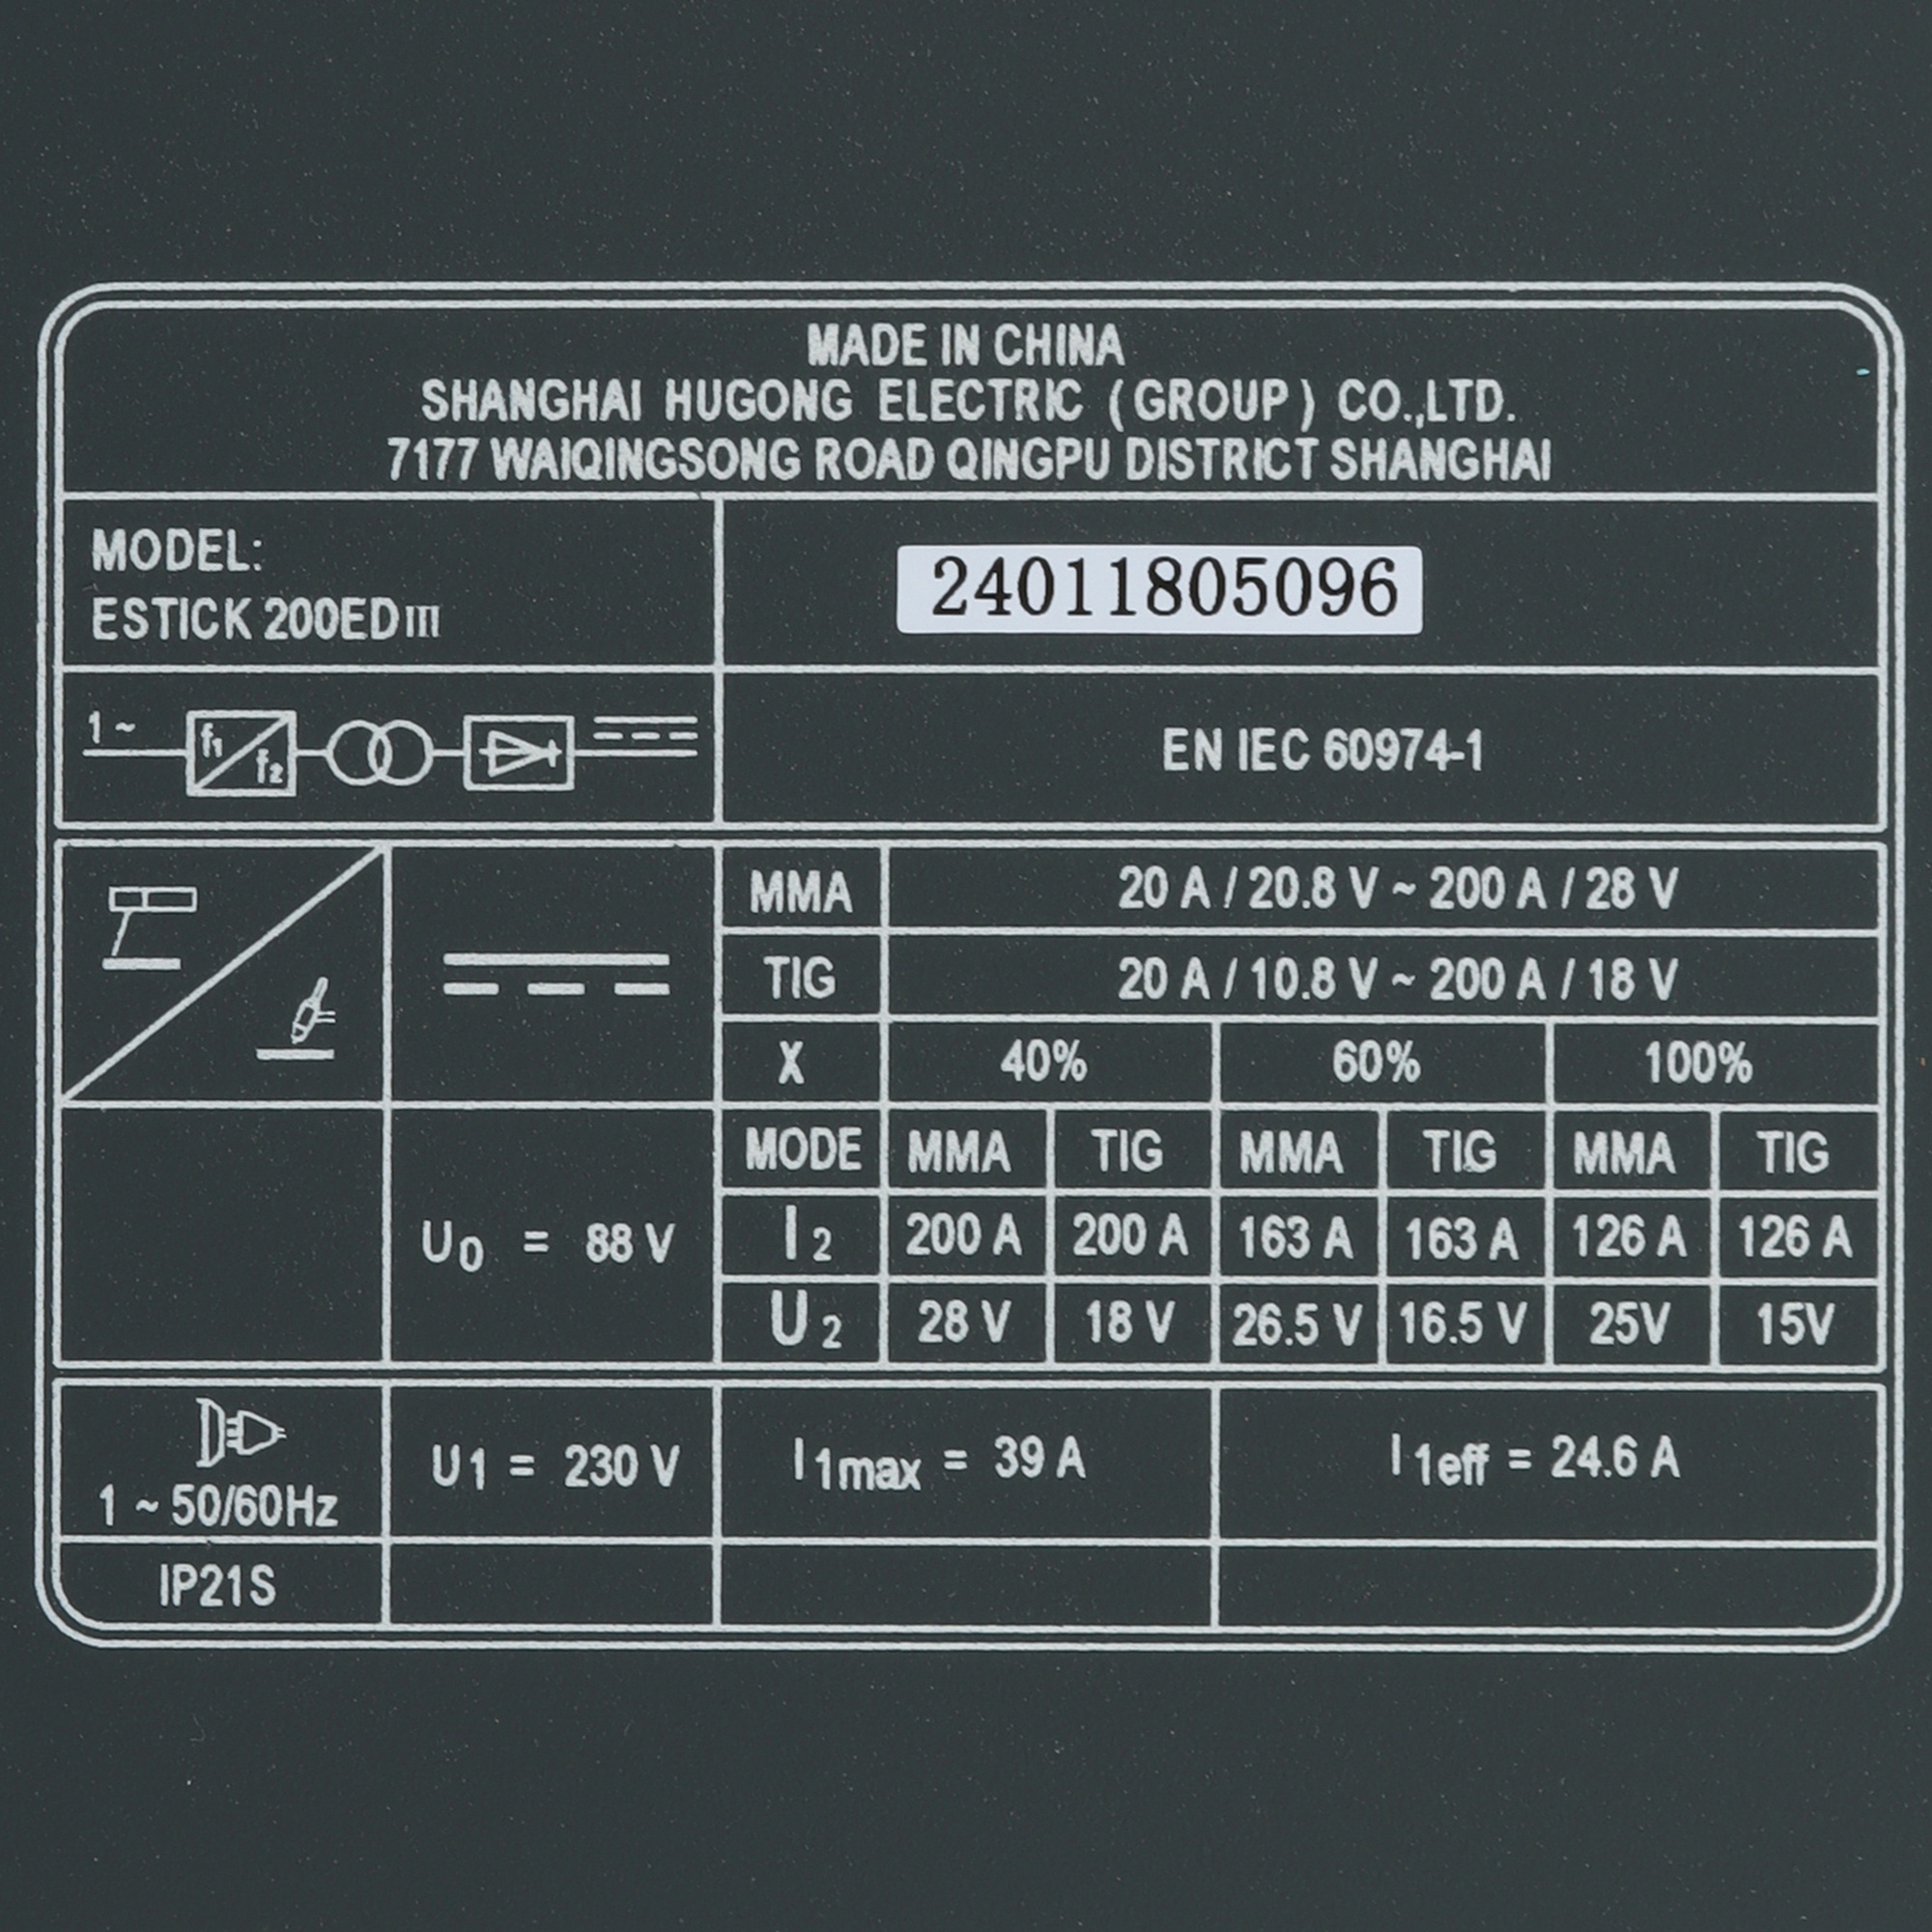 MADE IN CHINA
SHANGHAI HUGONG ELECTRIC (GROUP) CO.,LTD.
7177 WAIQINGSONG ROAD QINGPU DISTRICT SHANGHAI
MODEL:
ESTICK 200EDIII
24011805096
1~ f1 f2
EN IEC 60974-1
MMA 20 A / 20.8 V ~ 200 A / 28 V
TIG 20 A / 10.8 V ~ 200 A / 18 V
X 40% 60% 100%
MODE MMA TIG MMA TIG MMA TIG
U0 = 88 V
I2 200 A 200 A 163 A 163 A 126 A 126 A
U2 28 V 18 V 26.5 V 16.5 V 25V 15V
1 ~ 50/60Hz
U1 = 230 V
I1max = 39 A
I1eff = 24.6 A
IP21S